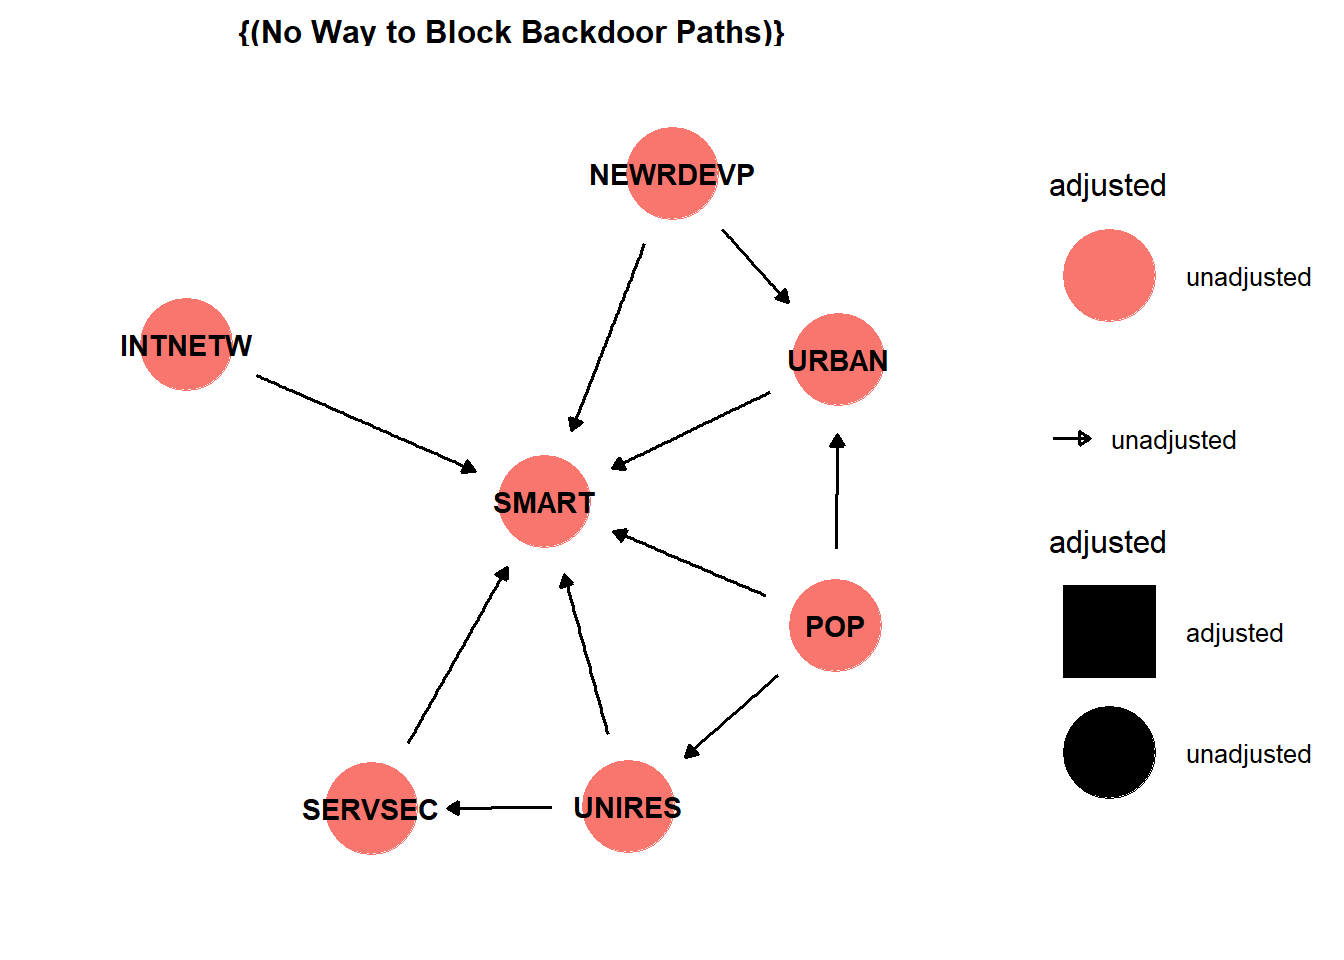 {(No Way to Block Backdoor Paths)}
NEWRDEVP
INTNETW
URBAN
SMART
POP
SERVSEC
UNIRES
adjusted
unadjusted
unadjusted
adjusted
adjusted
unadjusted